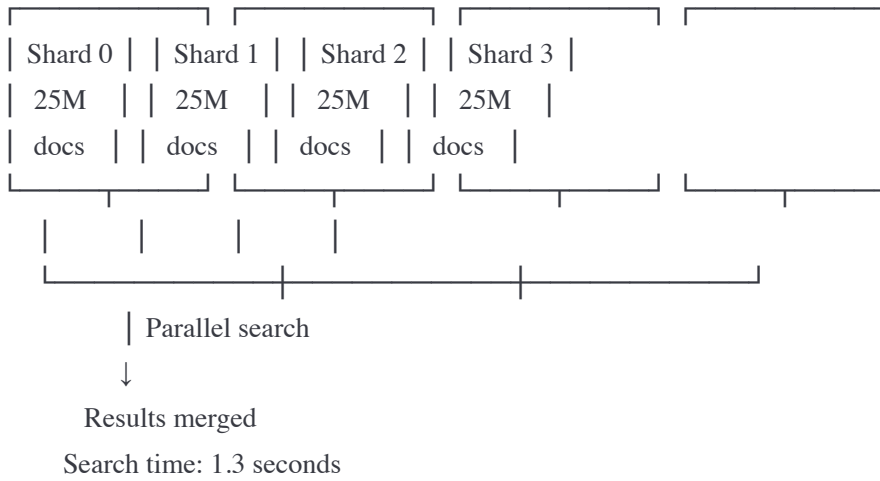 ┌──────────┐ ┌──────────┐ ┌──────────┐ ┌──────────
│ Shard 0 │ │ Shard 1 │ │ Shard 2 │ │ Shard 3 │
│ 25M │ │ 25M │ │ 25M │ │ 25M │
│ docs │ │ docs │ │ docs │ │ docs │
└────┬─────┘ └────┬─────┘ └────┬─────┘ └────┬─────
│ │ │ │
└────────────┼────────────┼────────────┘
│ Parallel search
↓
Results merged
Search time: 1.3 seconds